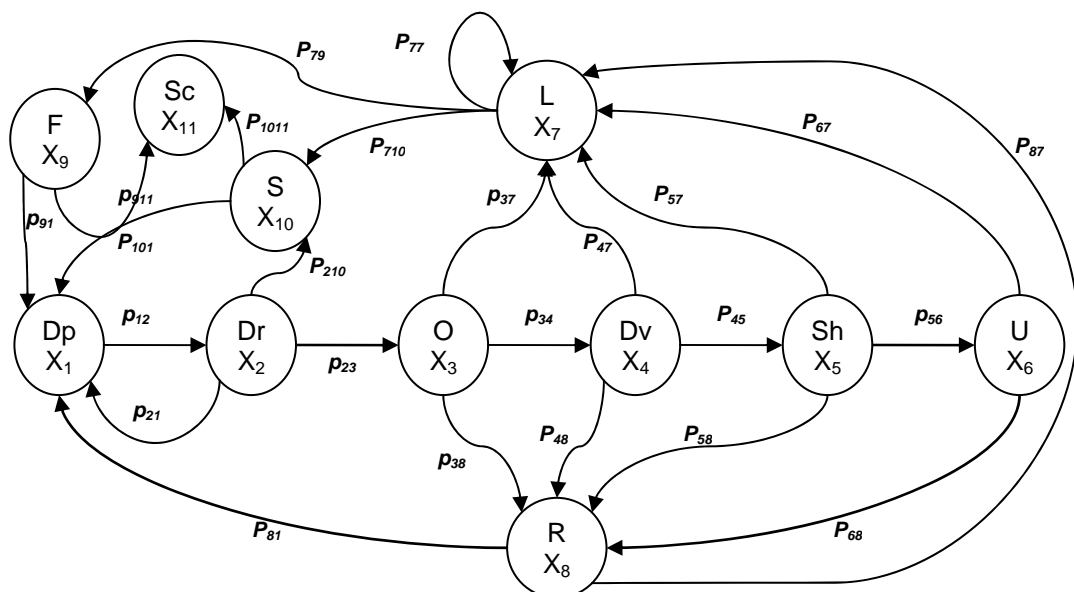 P79
P77
Sc
X11
L
X7
F
X9
P1011
P67
P710
P87
S
X10
p911
p37
P57
p91
P101
P47
P210
Dp
X1
p12
Dr
X2
p23
O
X3
p34
Dv
X4
P45
Sh
X5
p56
U
X6
p21
P48
P58
p38
P81
R
X8
P68